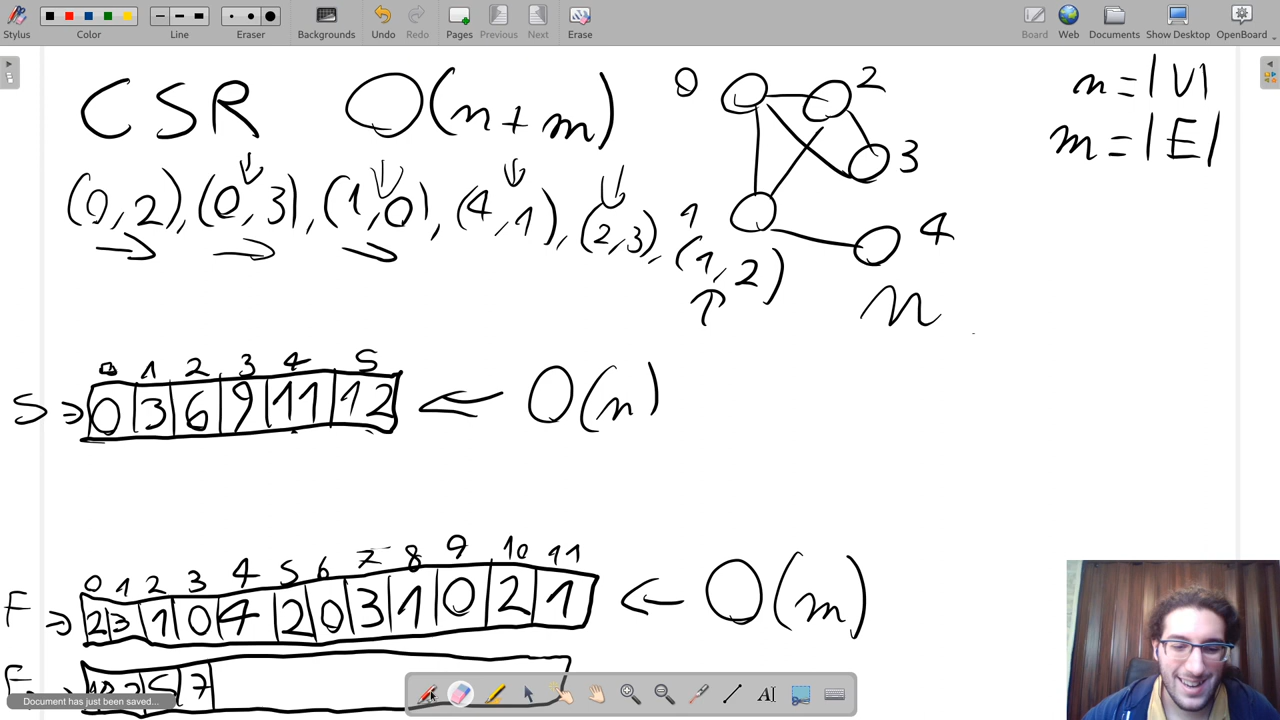 Stylus
Color
Line
Eraser
Backgrounds
Undo
Redo
Pages
Previous
Next
Erase
Board
Web
Documents
Show Desktop
OpenBoard
CSR O(n+m)
(0,2), (0,3), (1,0), (4,1), (2,3),
(1,2)
0
2
3
1
4
n
n = |V|
m = |E|
0 1 2 3 4 5
S ⇒ 0 3 6 9 11 12 ← O(n)
0 1 2 3 4 5 6 7 8 9 10 11
F ⇒ 2 3 1 0 4 2 0 3 1 0 2 1 ← O(m)
5 7
Document has just been saved...
AI